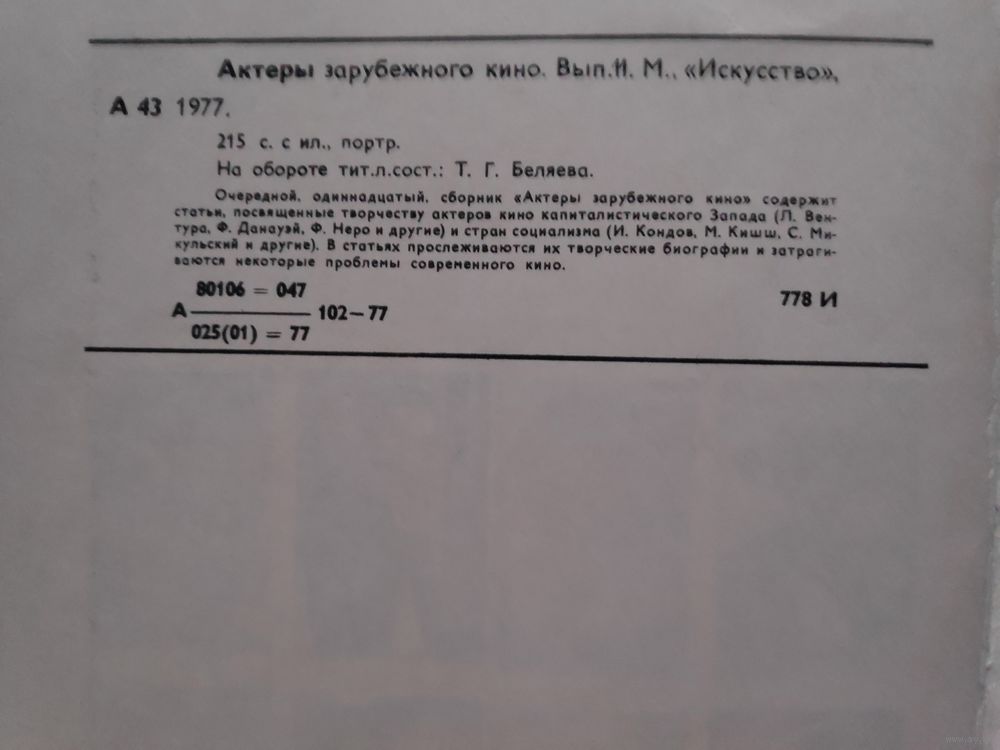 Актеры зарубежного кино. Вып.11. М., «Искусство»,
А 43 1977.
215 с. с ил., портр.
На обороте тит.л.сост.: Т. Г. Беляева.
Очередной, одиннадцатый, сборник «Актеры зарубежного кино» содержит
статьи, посвященные творчеству актеров кино капиталистического Запада (Л. Вен-
тура, Ф. Данауэй, Ф. Неро и другие) и стран социализма (И. Кондов, М. Кишш, С. Ми-
кульский и другие). В статьях прослеживаются их творческие биографии и затраги-
ваются некоторые проблемы современного кино.
80106 = 047
А 102—77
025(01) = 77
778 И